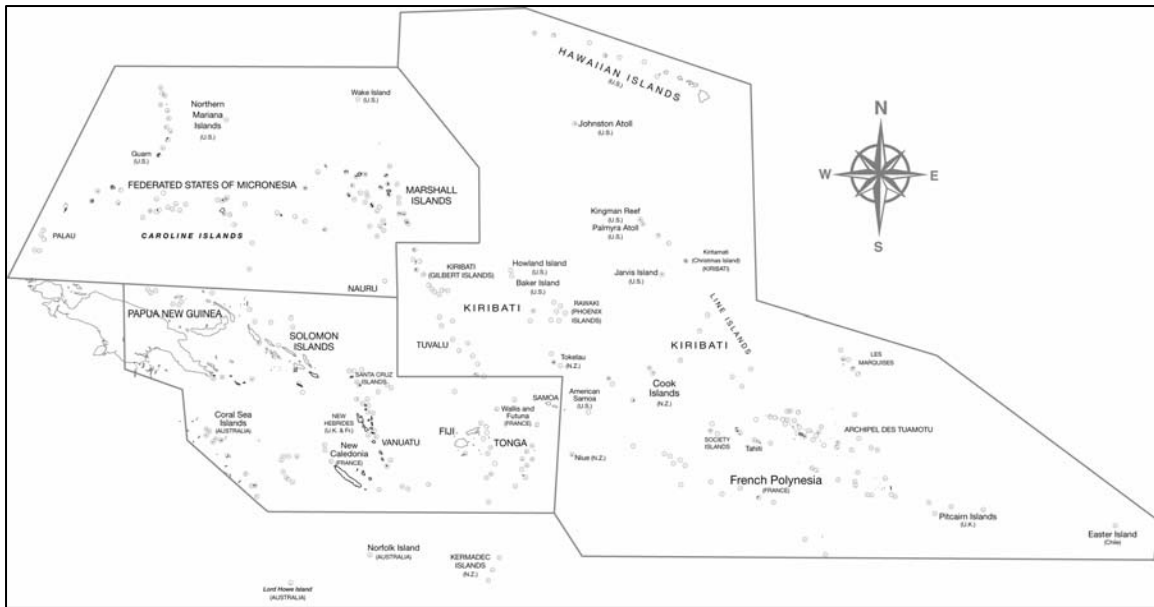 HAWAIIAN ISLANDS
(U.S.)
Wake Island
(U.S.)
Northern
Mariana
Islands
(U.S.)
Johnston Atoll
(U.S.)
N
W
E
S
Guam
(U.S.)
FEDERATED STATES OF MICRONESIA
MARSHALL
ISLANDS
Kingman Reef
(U.S.)
Palmyra Atoll
(U.S.)
PALAU
CAROLINE ISLANDS
Kiritamati
(Christmas Island)
(KIRIBATI)
KIRIBATI
(GILBERT ISLANDS)
Howland Island
(U.S.)
Baker Island
(U.S.)
Jarvis Island
(U.S.)
NAURU
LINE ISLANDS
KIRIBATI
RAWAKI
(PHOENIX
ISLANDS)
PAPUA NEW GUINEA
SOLOMON
ISLANDS
TUVALU
KIRIBATI
Tokelau
(N.Z.)
LES
MARQUISES
SANTA CRUZ
ISLANDS
SAMOA
American
Samoa
(U.S.)
Cook
Islands
(N.Z.)
Coral Sea
Islands
(AUSTRALIA)
NEW
HEBRIDES
(U.K. & Fr.)
VANUATU
FIJI
Wallis and
Futuna
(FRANCE)
TONGA
SOCIETY
ISLANDS
Tahiti
ARCHIPEL DES TUAMOTU
New
Caledonia
(FRANCE)
Niue (N.Z.)
French Polynesia
(FRANCE)
Pitcairn Islands
(U.K.)
Easter Island
(Chile)
Norfolk Island
(AUSTRALIA)
KERMADEC
ISLANDS
(N.Z.)
Lord Howe Island
(AUSTRALIA)